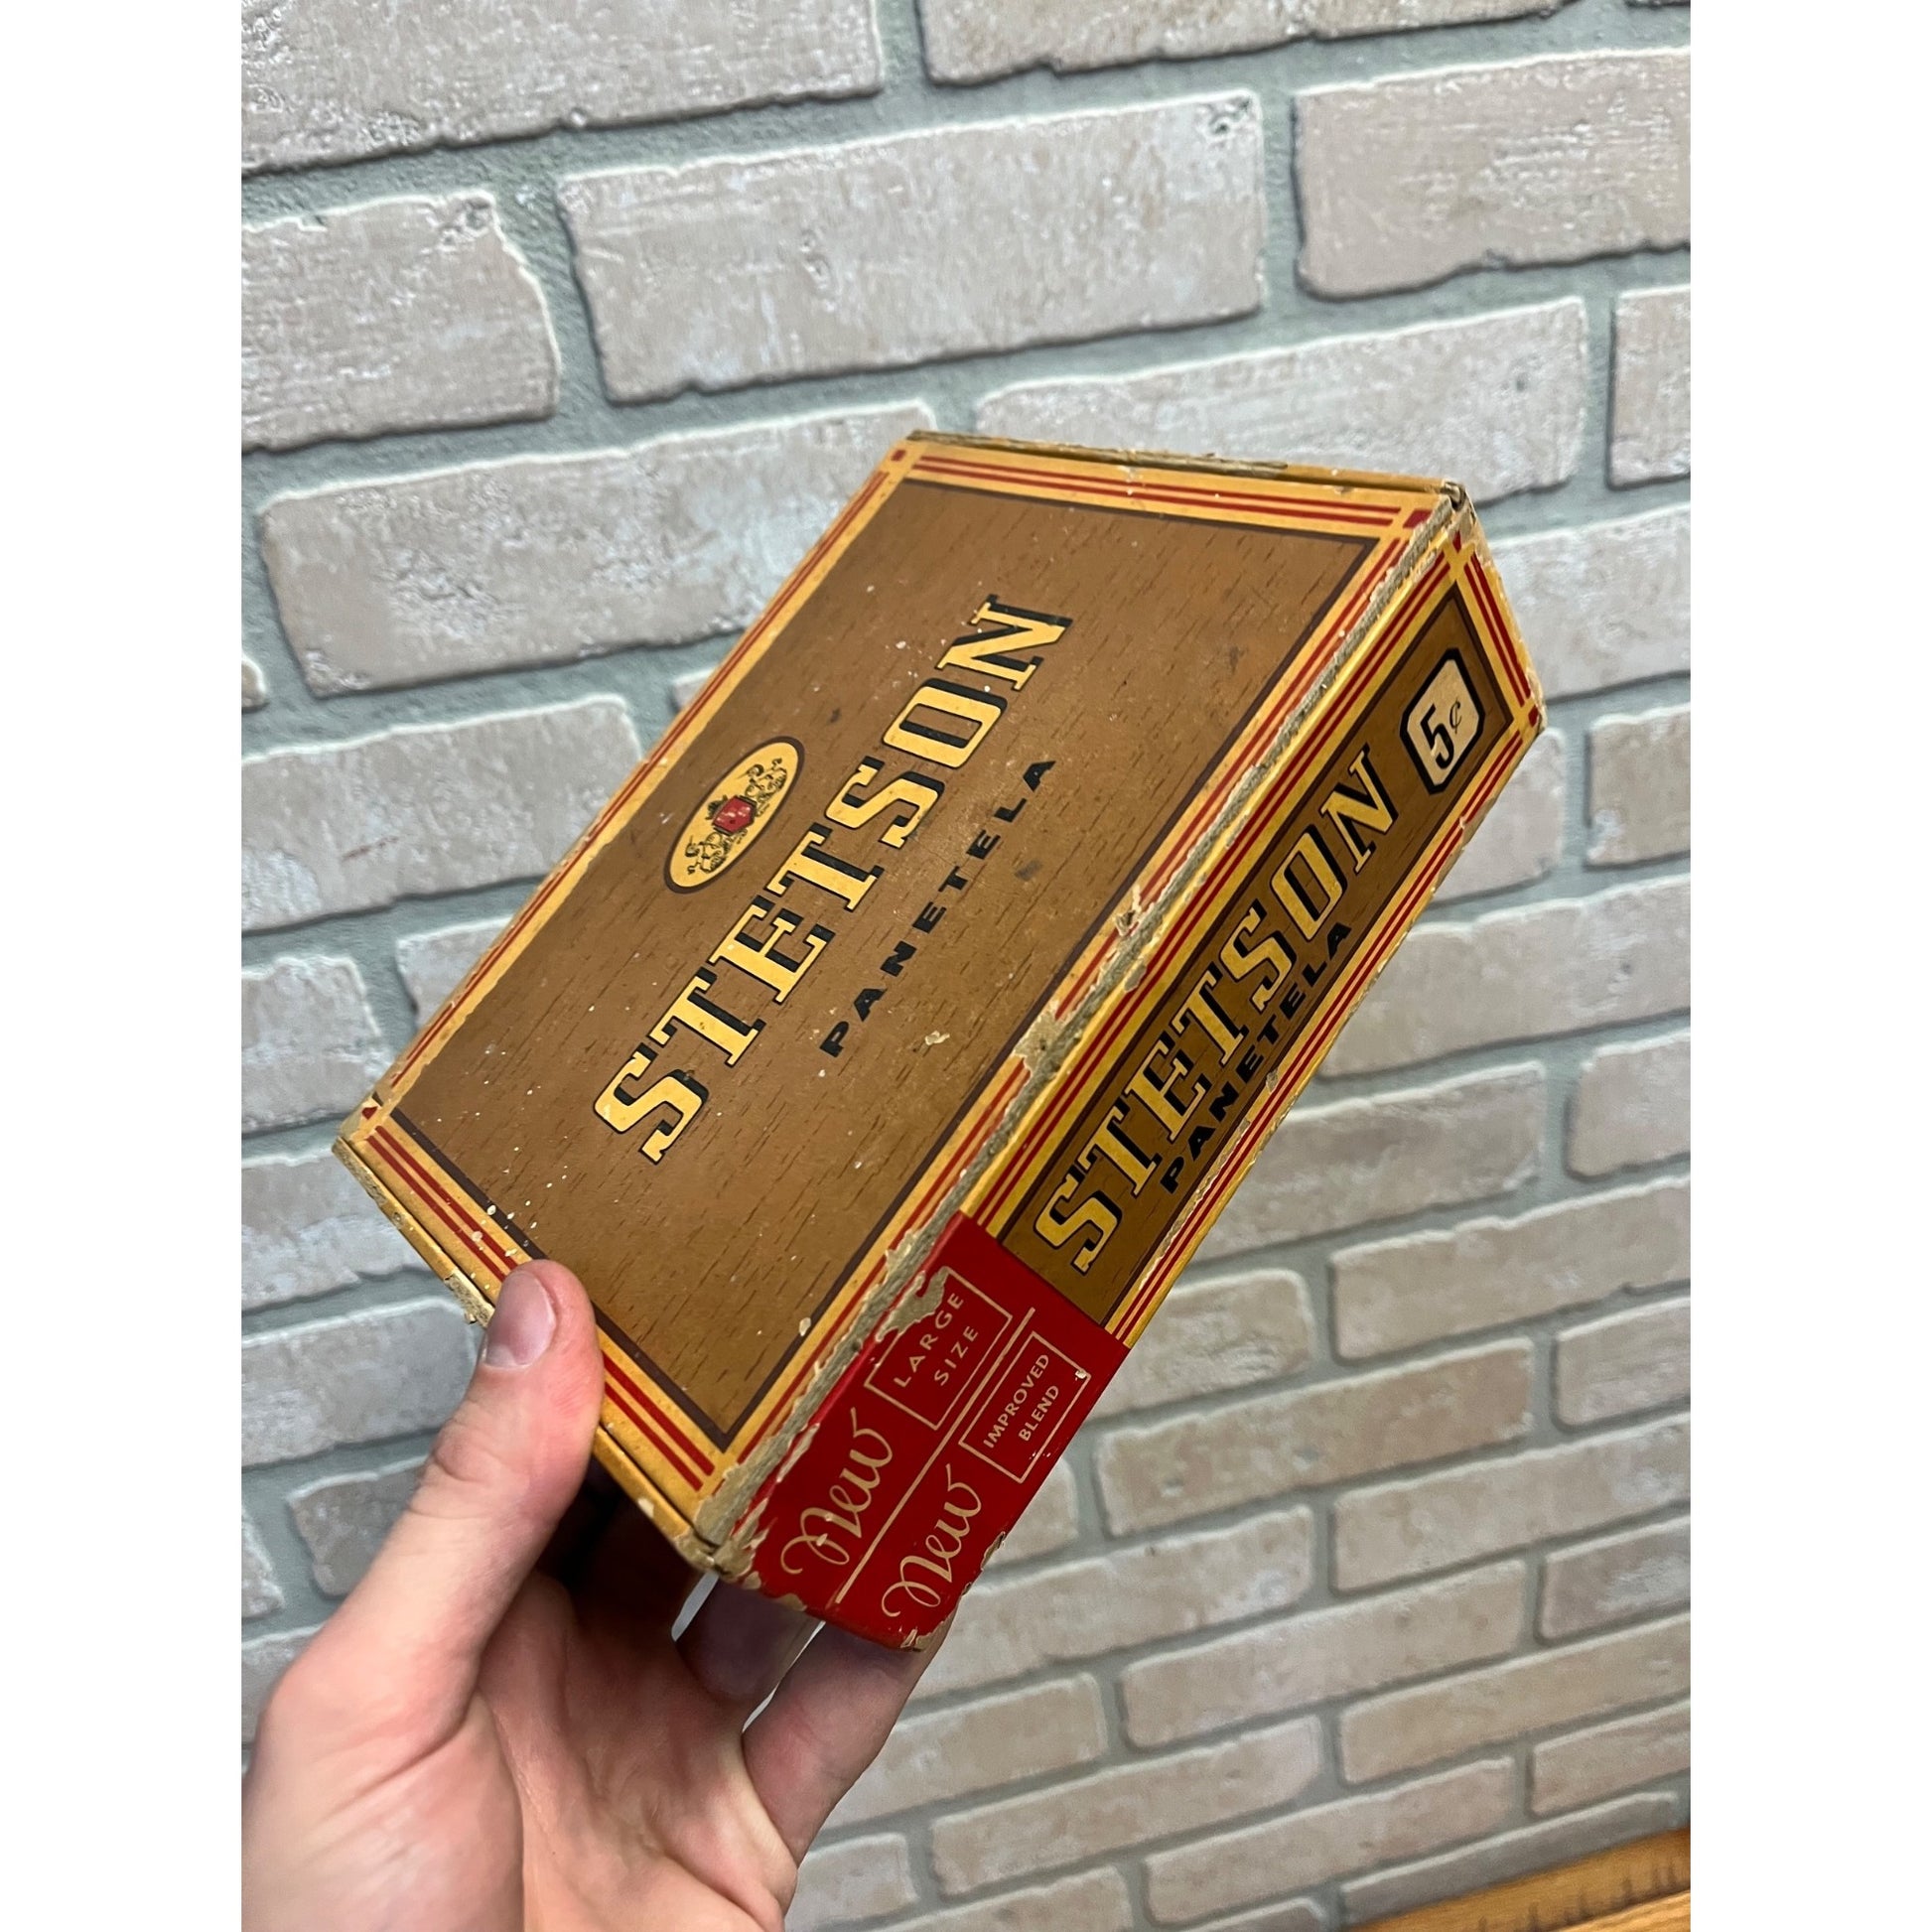 STETSON
PANETELA
STETSON
PANETELA
5¢
New LARGE SIZE
New IMPROVED BLEND